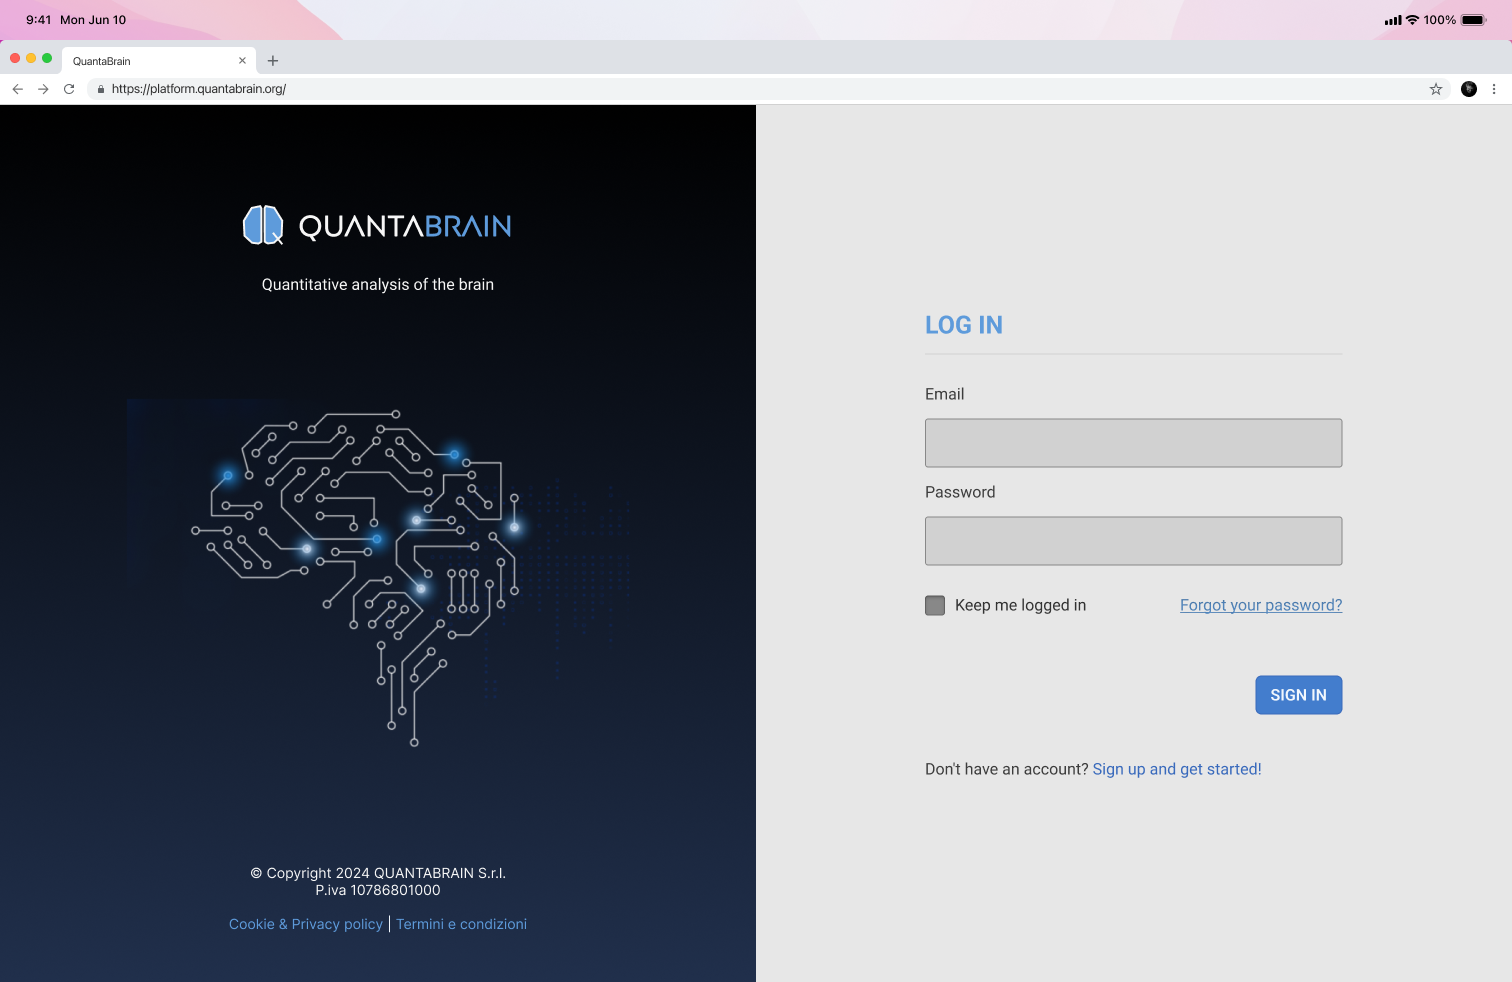 9:41 Mon Jun 10
100%
QuantaBrain
https://platform.quantabrain.org/
QUANTABRAIN
Quantitative analysis of the brain
© Copyright 2024 QUANTABRAIN S.r.l.
P.iva 10786801000
Cookie & Privacy policy | Termini e condizioni
LOG IN
Email
Password
Keep me logged in
Forgot your password?
SIGN IN
Don't have an account? Sign up and get started!